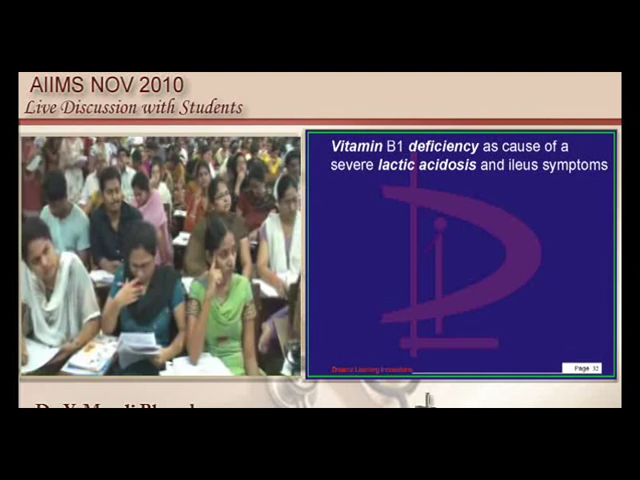 AIIMS NOV 2010
Live Discussion with Students
Vitamin B1 deficiency as cause of a
severe lactic acidosis and ileus symptoms
Page 32